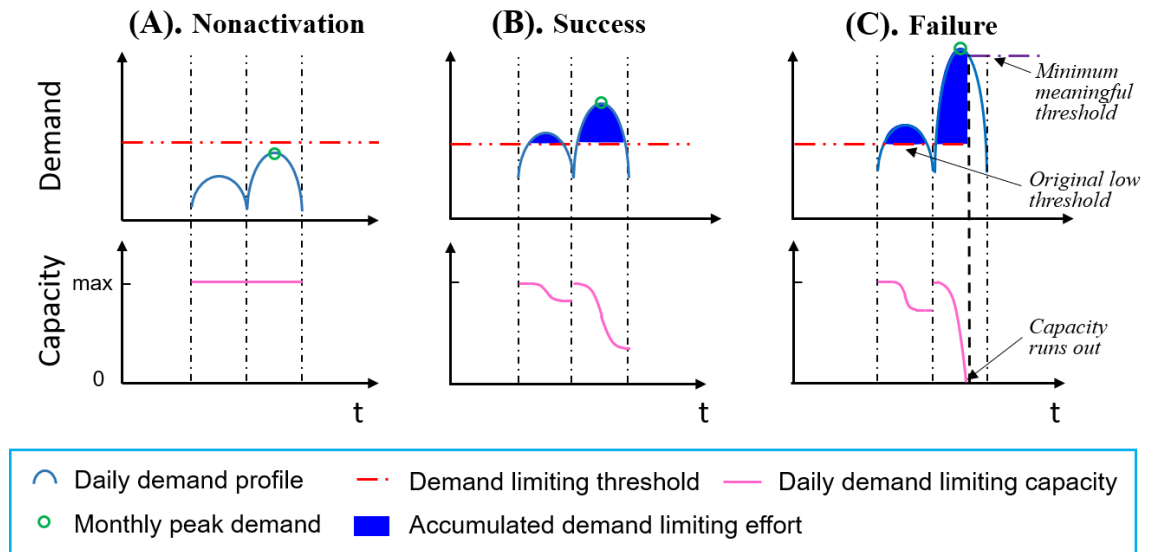 (A). Nonactivation
(B). Success
(C). Failure
Demand
Minimum
meaningful
threshold
Original low
threshold
Capacity
max
0
Capacity
runs out
t
t
t
Daily demand profile
Demand limiting threshold
Daily demand limiting capacity
Monthly peak demand
Accumulated demand limiting effort